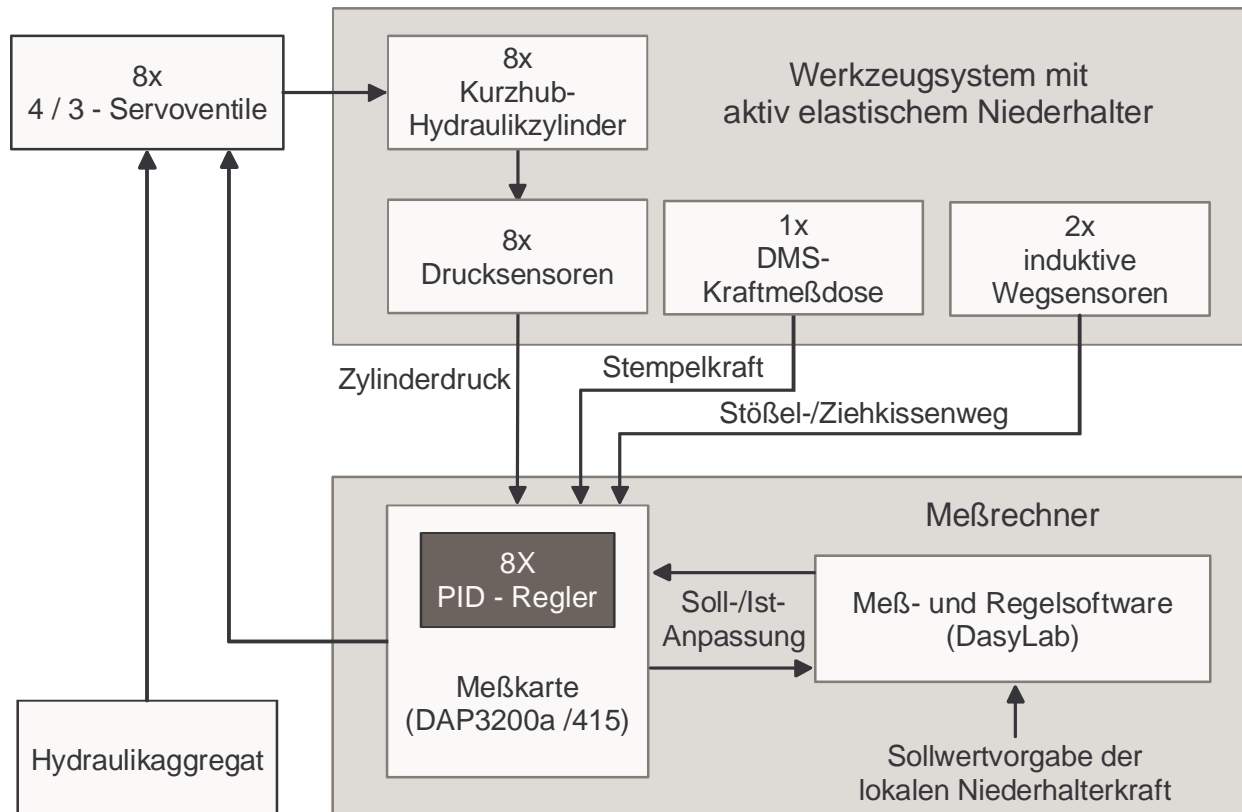 8x
4 / 3 - Servoventile
8x
Kurzhub-
Hydraulikzylinder
Werkzeugsystem mit
aktiv elastischem Niederhalter
8x
Drucksensoren
1x
DMS-
Kraftmeßdose
2x
induktive
Wegsensoren
Zylinderdruck
Stempelkraft
Stößel-/Ziehkissenweg
Meßrechner
8X
PID - Regler
Meßkarte
(DAP3200a /415)
Soll-/Ist-
Anpassung
Meß- und Regelsoftware
(DasyLab)
Hydraulikaggregat
Sollwertvorgabe der
lokalen Niederhalterkraft